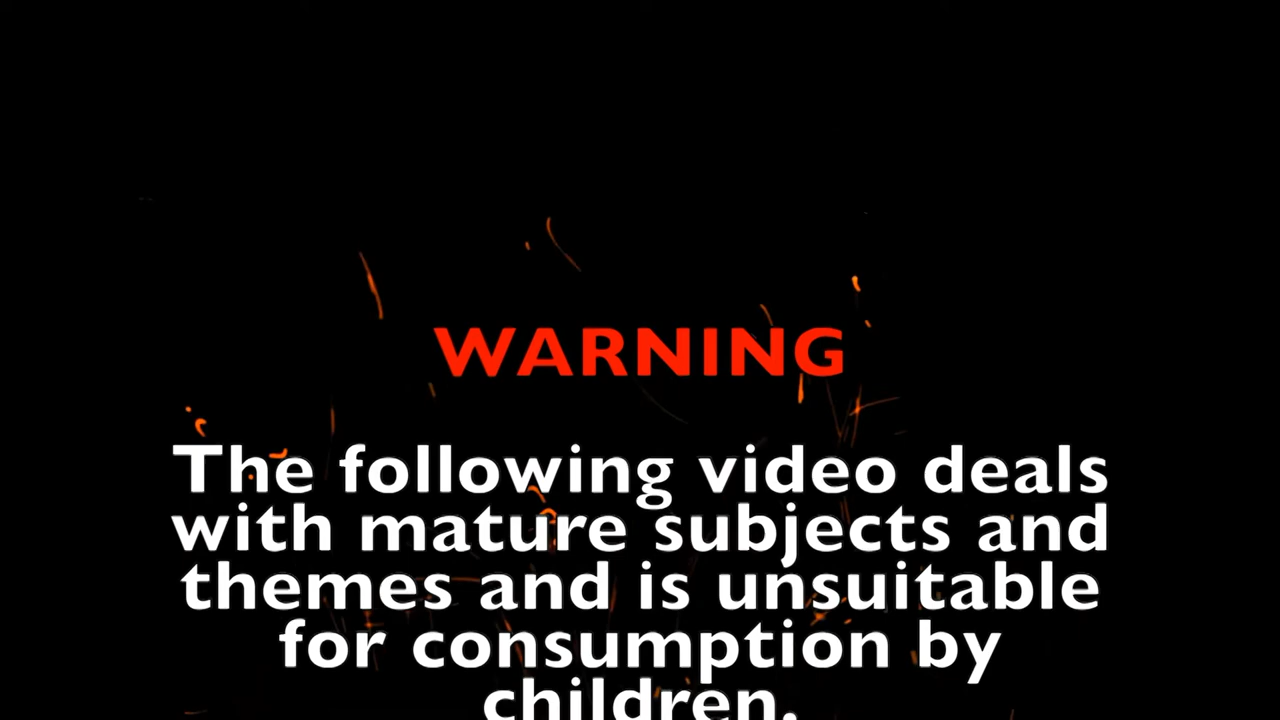 WARNING
The following video deals
with mature subjects and
themes and is unsuitable
for consumption by
children.